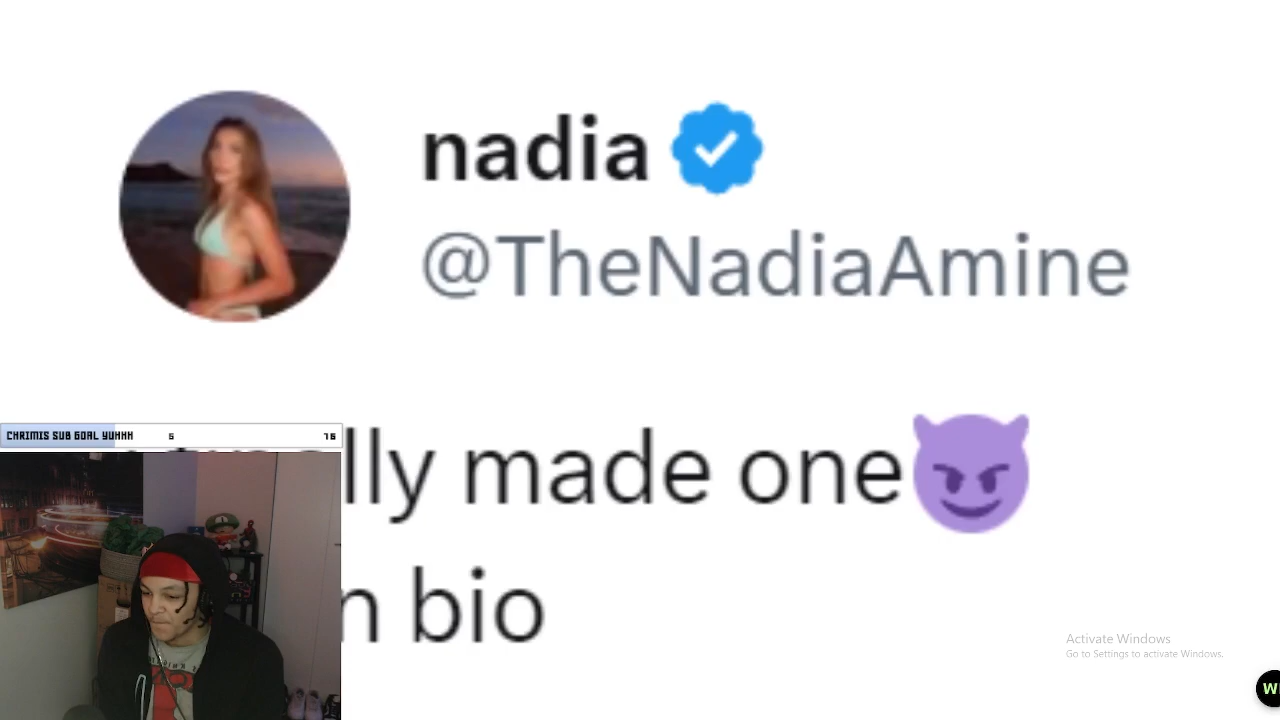 nadia
@TheNadiaAmine
CHRIMIS SUB GOAL YUHHH 5 16
lly made one😈
n bio
Activate Windows
Go to Settings to activate Windows.